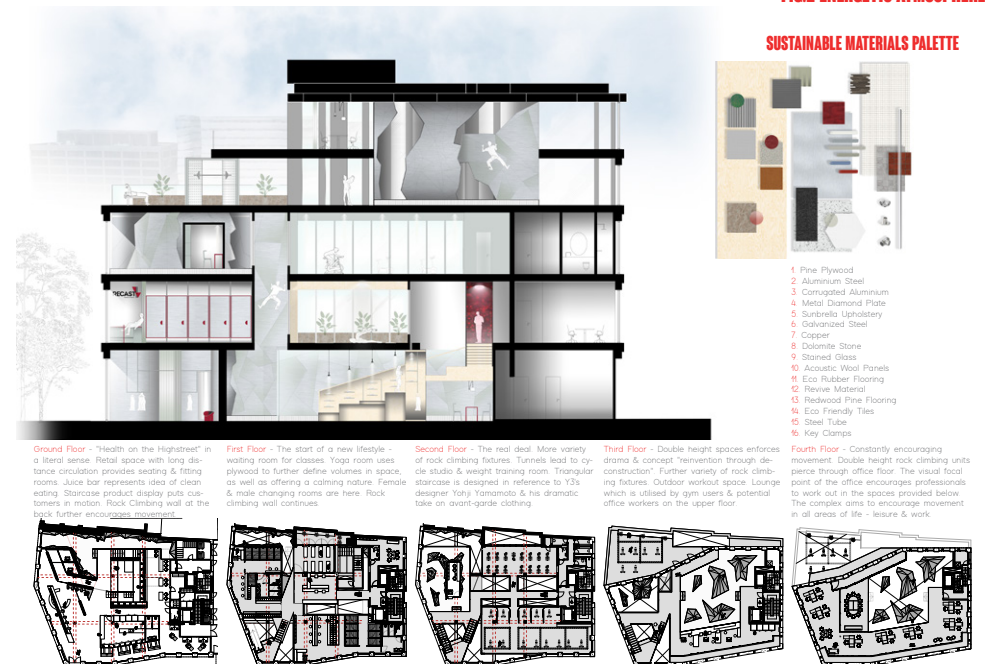 FIG.2 ENERGETIC ATMOSPHERE
SUSTAINABLE MATERIALS PALETTE
RECAST
1. Pine Plywood
2. Aluminium Steel
3. Corrugated Aluminium
4. Metal Diamond Plate
5. Sunbrella Upholstery
6. Galvanized Steel
7. Copper
8. Dolomite Stone
9. Stained Glass
10. Acoustic Wool Panels
11. Eco Rubber Flooring
12. Revive Material
13. Redwood Pine Flooring
14. Eco Friendly Tiles
15. Steel Tube
16. Key Clamps
Ground Floor - "Health on the Highstreet" in
a literal sense. Retail space with long dis-
tance circulation provides seating & fitting
rooms. Juice bar represents idea of clean
eating. Staircase product display puts cus-
tomers in motion. Rock Climbing wall at the
back further encourages movement.
First Floor - The start of a new lifestyle -
waiting room for classes. Yoga room uses
plywood to further define volumes in space,
as well as offering a calming nature. Female
& male changing rooms are here. Rock
climbing wall continues.
Second Floor - The real deal. More variety
of rock climbing fixtures. Tunnels lead to cy-
cle studio & weight training room. Triangular
staircase is designed in reference to Y3's
designer Yohji Yamamoto & his dramatic
take on avant-garde clothing.
Third Floor - Double height spaces enforces
drama & concept "reinvention through de-
construction". Further variety of rock climb-
ing fixtures. Outdoor workout space. Lounge
which is utilised by gym users & potential
office workers on the upper floor.
Fourth Floor - Constantly encouraging
movement. Double height rock climbing units
pierce through office floor. The visual focal
point of the office encourages professionals
to work out in the spaces provided below.
The complex aims to encourage movement
in all areas of life - leisure & work.